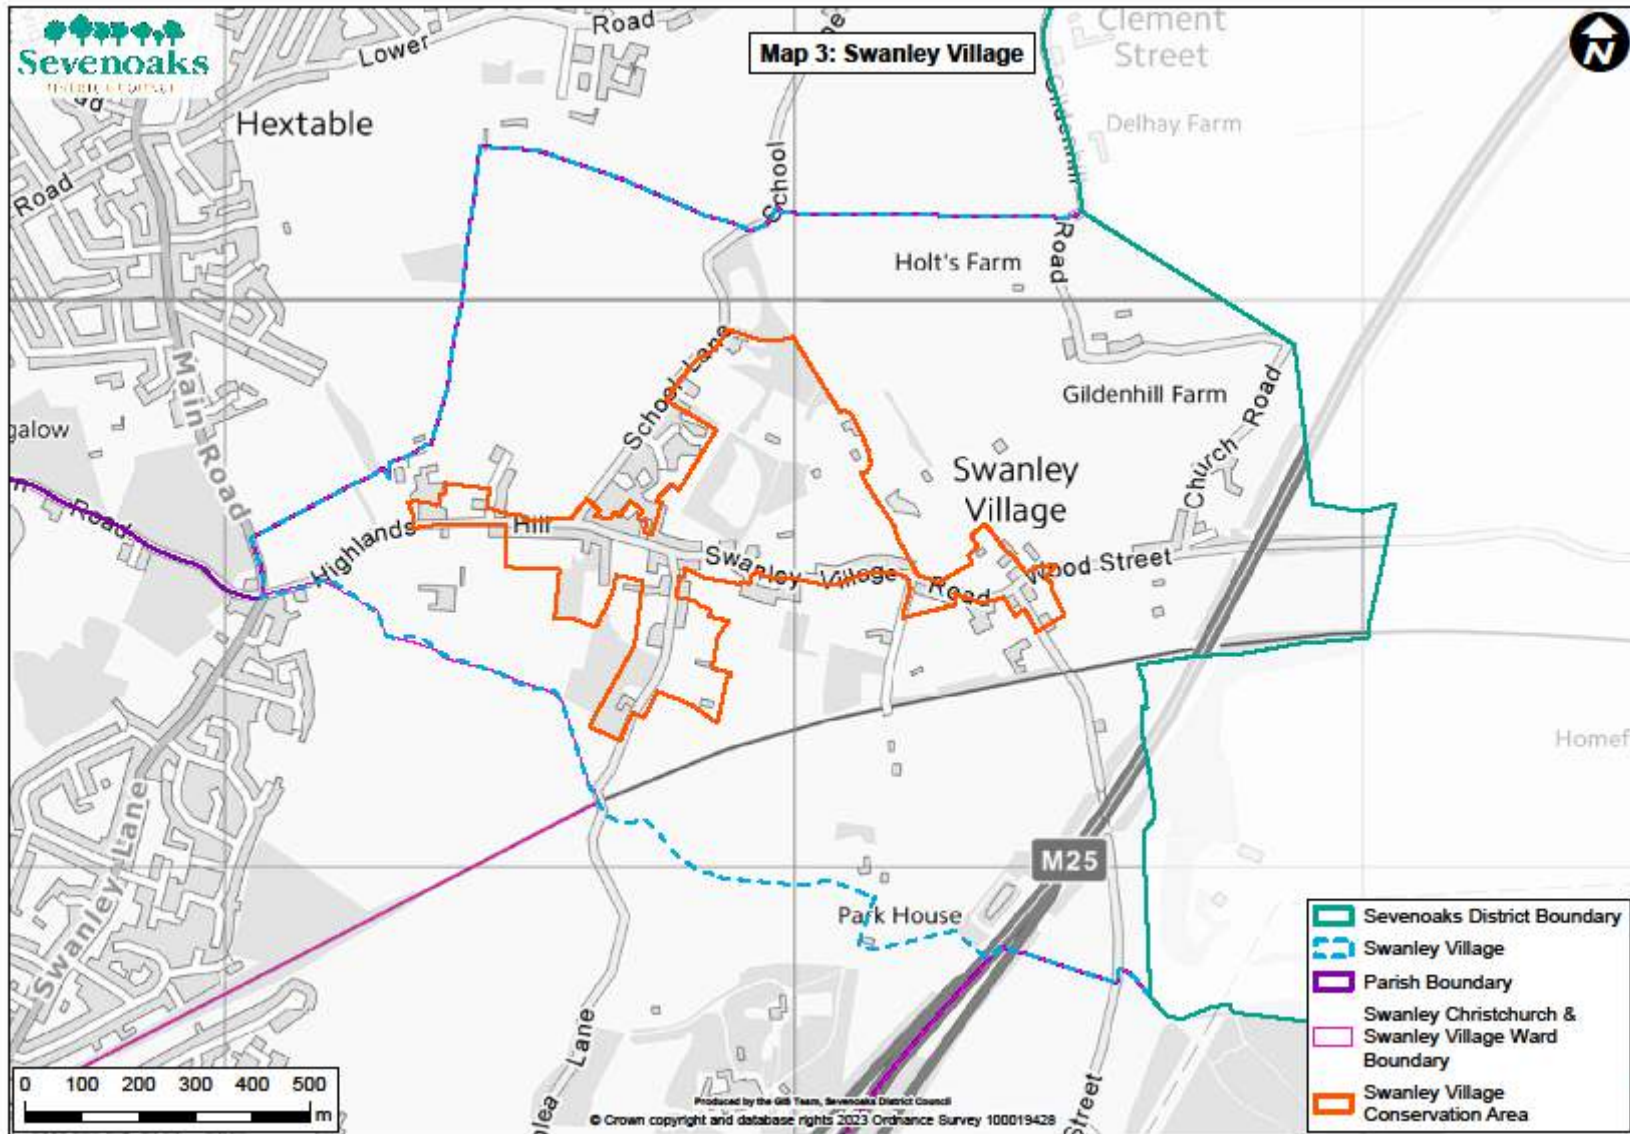 Sevenoaks
DISTRICT COUNCIL
Map 3: Swanley Village
N
Clement
Street
Road
Lower
Hextable
Delhay Farm
Gildenhill
School
Road
Road
Holt's Farm
Main Road
School Lane
Gildenhill Farm
Church Road
Swanley
Village
Road
Highlands
Hill
Swanley Village
Road
Wood Street
Swanley Lane
M25
Park House
Lane
Street
Sevenoaks District Boundary
Swanley Village
Parish Boundary
Swanley Christchurch &
Swanley Village Ward
Boundary
Swanley Village
Conservation Area
0 100 200 300 400 500
m
Produced by the GIS Team, Sevenoaks District Council
© Crown copyright and database rights 2023 Ordnance Survey 100019428